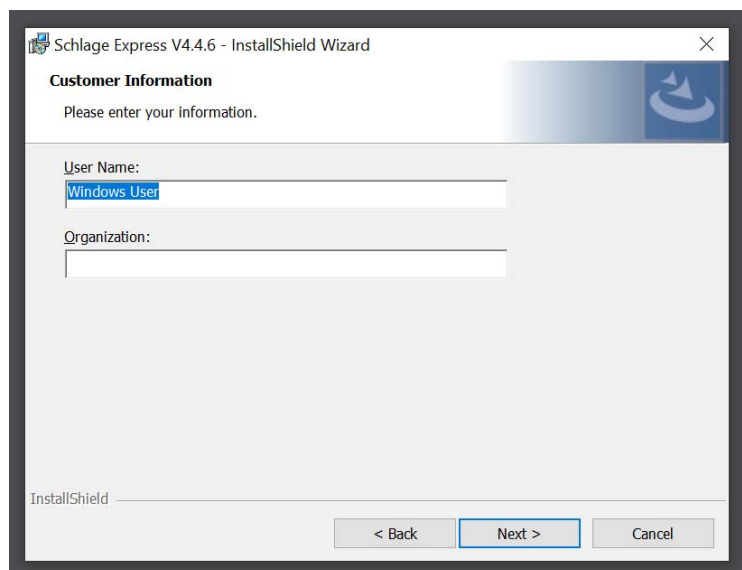 Schlage Express V4.4.6 - InstallShield Wizard
Customer Information
Please enter your information.
User Name:
Windows User
Organization:
InstallShield
< Back Next > Cancel